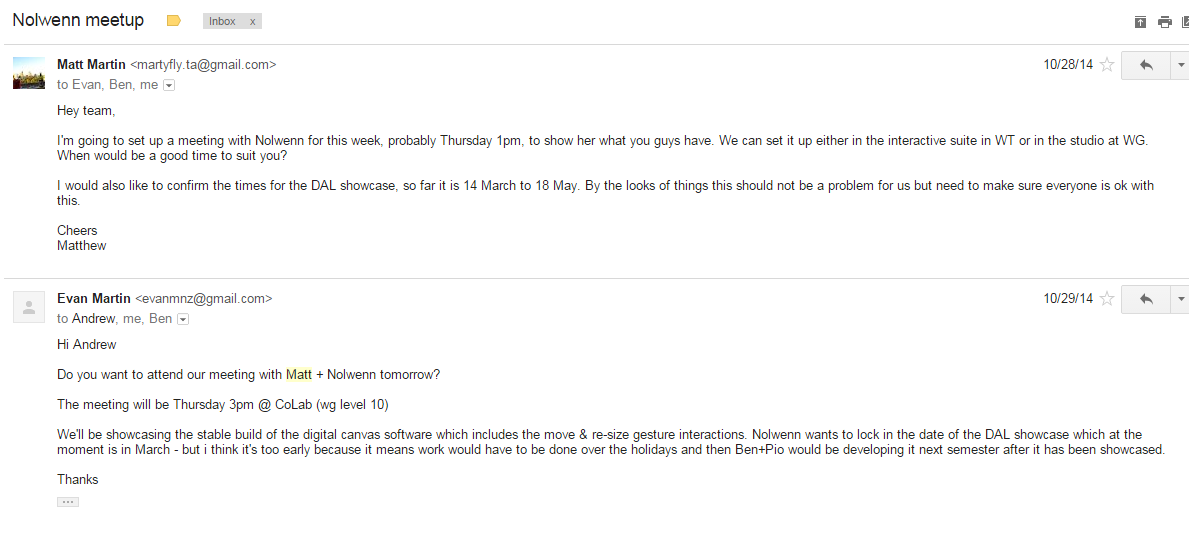 Nolwenn meetup
Inbox x
Matt Martin <martyfly.ta@gmail.com>
10/28/14
to Evan, Ben, me
Hey team,
I'm going to set up a meeting with Nolwenn for this week, probably Thursday 1pm, to show her what you guys have. We can set it up either in the interactive suite in WT or in the studio at WG.
When would be a good time to suit you?
I would also like to confirm the times for the DAL showcase, so far it is 14 March to 18 May. By the looks of things this should not be a problem for us but need to make sure everyone is ok with
this.
Cheers
Matthew
Evan Martin <evanmnz@gmail.com>
10/29/14
to Andrew, me, Ben
Hi Andrew
Do you want to attend our meeting with Matt + Nolwenn tomorrow?
The meeting will be Thursday 3pm @ CoLab (wg level 10)
We'll be showcasing the stable build of the digital canvas software which includes the move & re-size gesture interactions. Nolwenn wants to lock in the date of the DAL showcase which at the
moment is in March - but i think it's too early because it means work would have to be done over the holidays and then Ben+Pio would be developing it next semester after it has been showcased.
Thanks